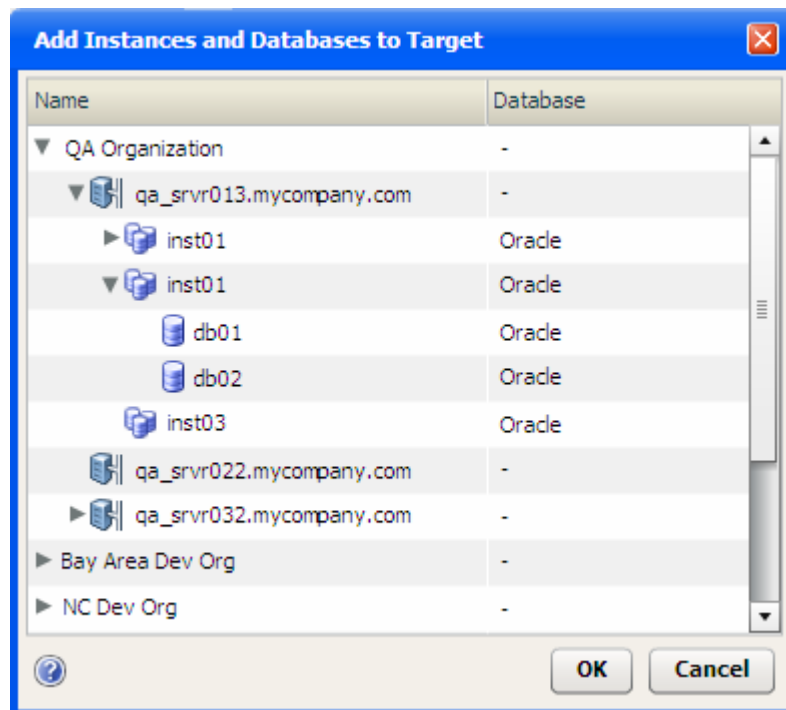 Add Instances and Databases to Target
Name Database
QA Organization -
qa_srvr013.mycompany.com -
inst01 Oracle
inst01 Oracle
db01 Oracle
db02 Oracle
inst03 Oracle
qa_srvr022.mycompany.com -
qa_srvr032.mycompany.com -
Bay Area Dev Org -
NC Dev Org -
? OK Cancel